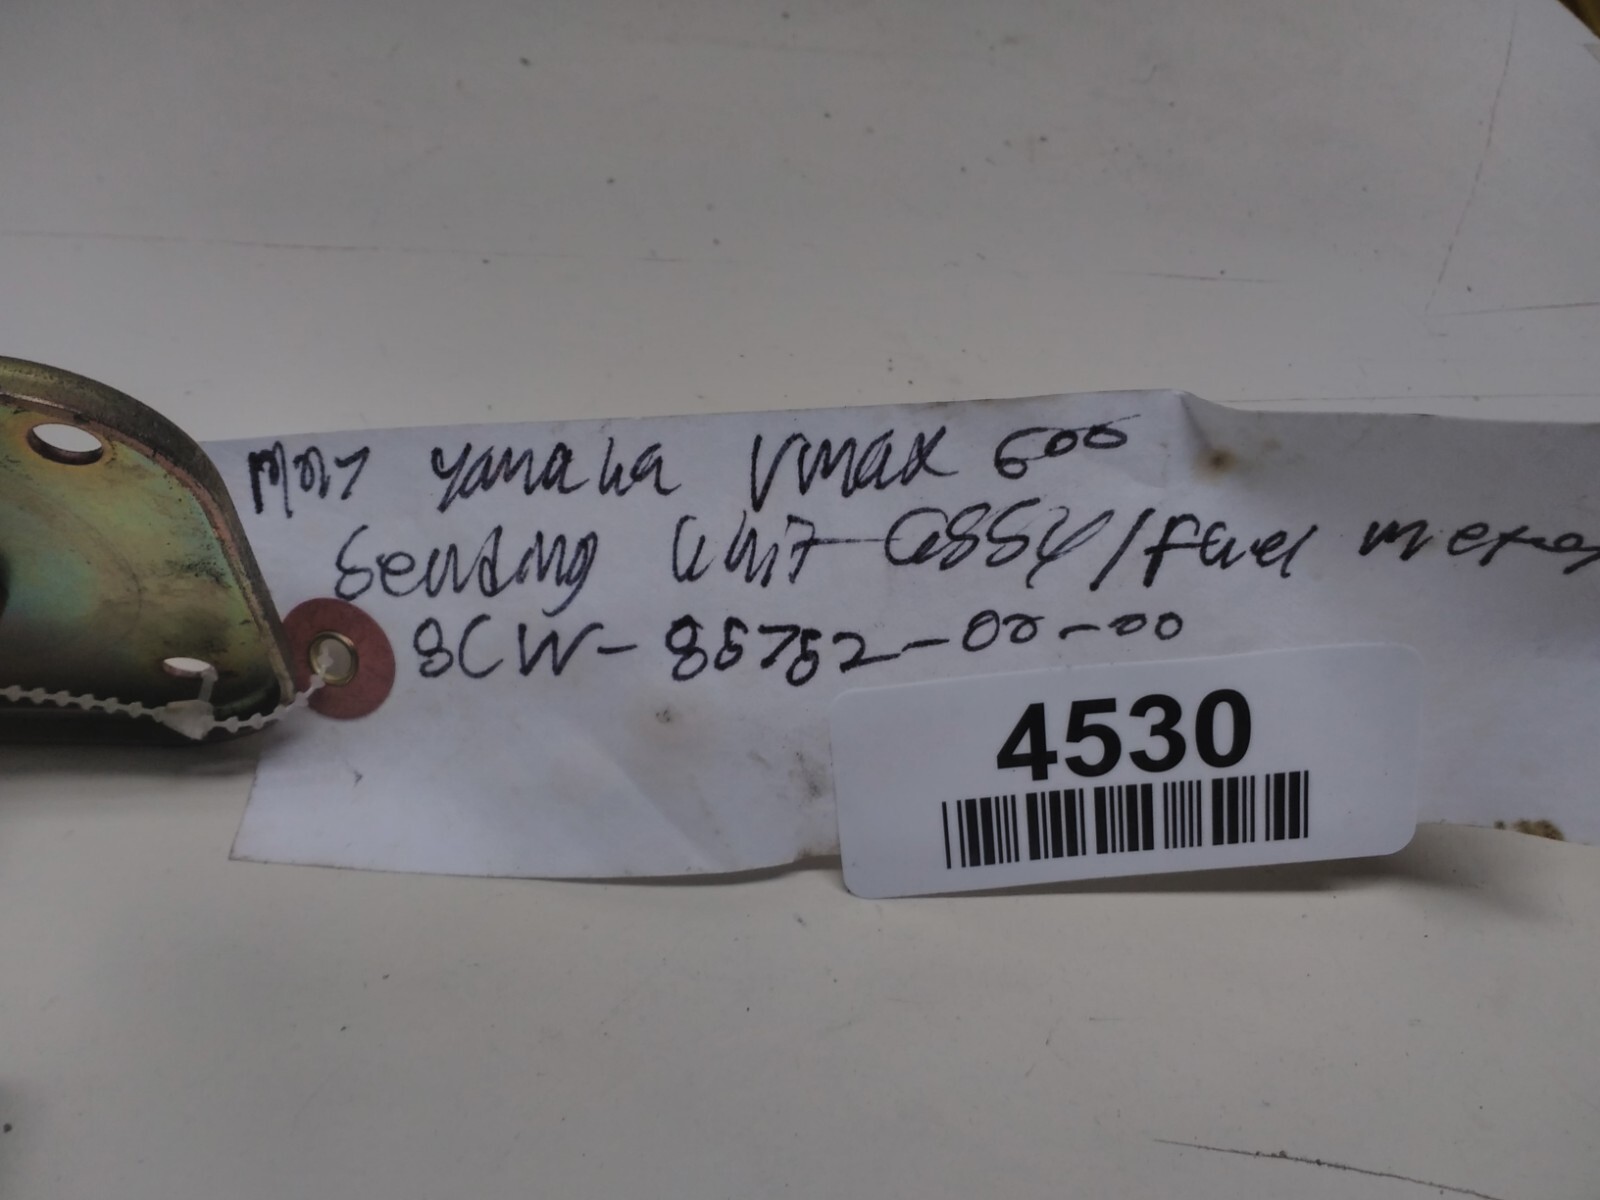 Yamaha Vmax 600
Sending Unit Assy/Fuel meter
8CW-85752-00-00
4530